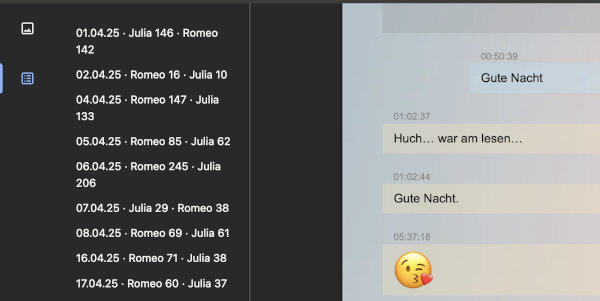 01.04.25 · Julia 146 · Romeo
142
02.04.25 · Romeo 16 · Julia 10
04.04.25 · Romeo 147 · Julia
133
05.04.25 · Romeo 85 · Julia 62
06.04.25 · Romeo 245 · Julia
206
07.04.25 · Julia 29 · Romeo 38
08.04.25 · Romeo 69 · Julia 61
16.04.25 · Romeo 71 · Julia 38
17.04.25 · Romeo 60 · Julia 37
00:50:39
Gute Nacht
01:02:37
Huch… war am lesen…
01:02:44
Gute Nacht.
05:37:18
😘